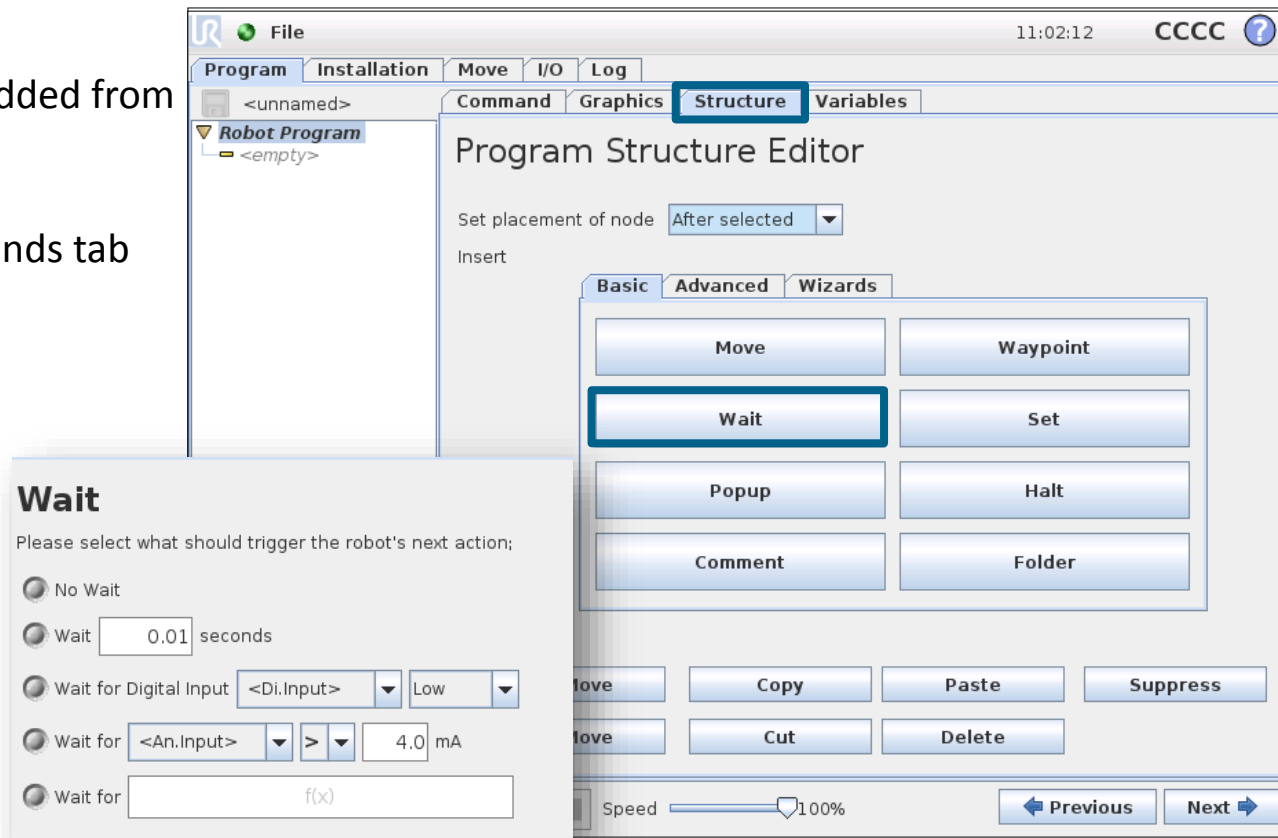 UR File 11:02:12 CCCC ?
Program Installation Move I/O Log
dded from
<unnamed> Command Graphics Structure Variables
Robot Program
<empty>
Program Structure Editor
Set placement of node After selected
nds tab
Insert
Basic Advanced Wizards
Move Waypoint
Wait Set
Popup Halt
Comment Folder
Move Copy Paste Suppress
Move Cut Delete
Speed 100% Previous Next
Wait
Please select what should trigger the robot's next action;
No Wait
Wait 0.01 seconds
Wait for Digital Input <Di.Input> Low
Wait for <An.Input> > 4.0 mA
Wait for f(x)